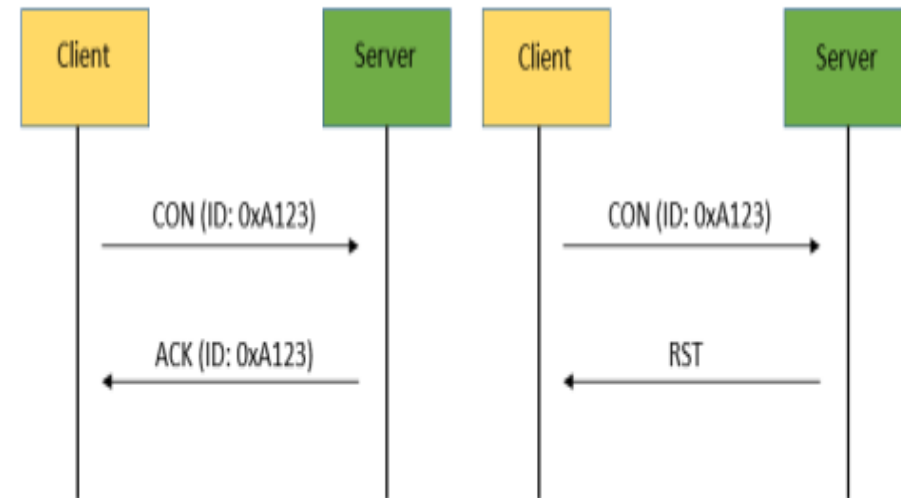 Client
Server
Client
Server
CON (ID: 0xA123)
CON (ID: 0xA123)
ACK (ID: 0xA123)
RST